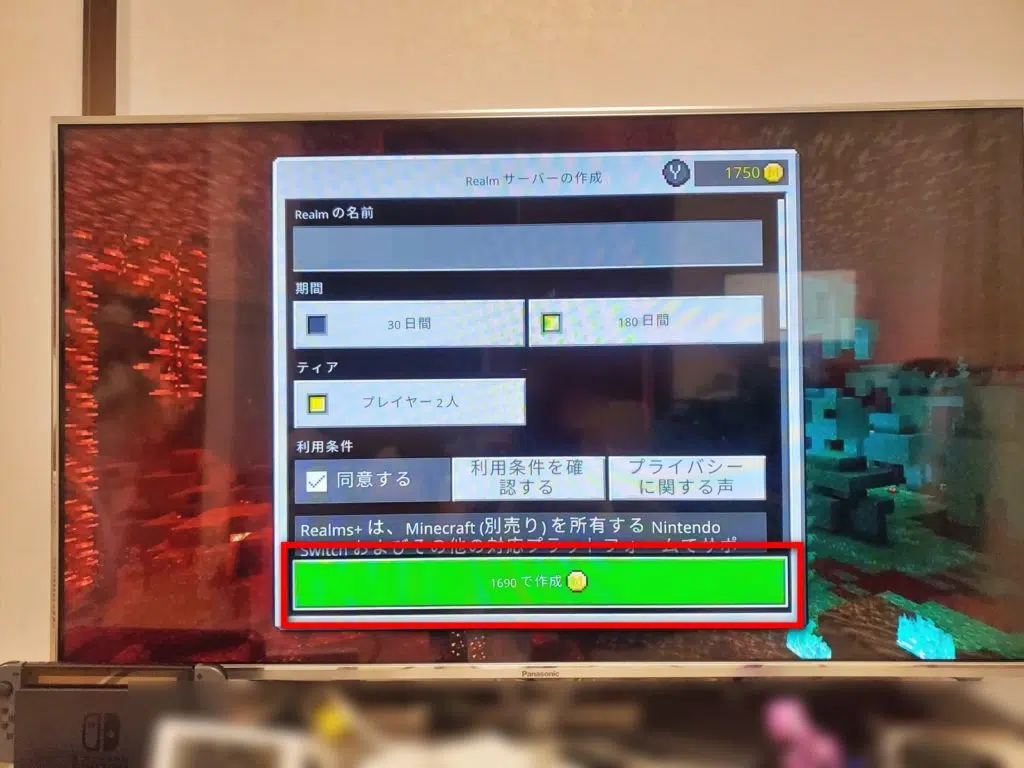 Realm サーバーの作成
Y
1750
Realm の名前
期間
30 日間
180 日間
ティア
プレイヤー 2 人
利用条件
同意する
利用条件を確
認する
プライバシー
に関する声
Realms+ は、Minecraft (別売り) を所有する Nintendo
Switch およびその他の対応プラットフォームでサポ
1690 で作成
Panasonic